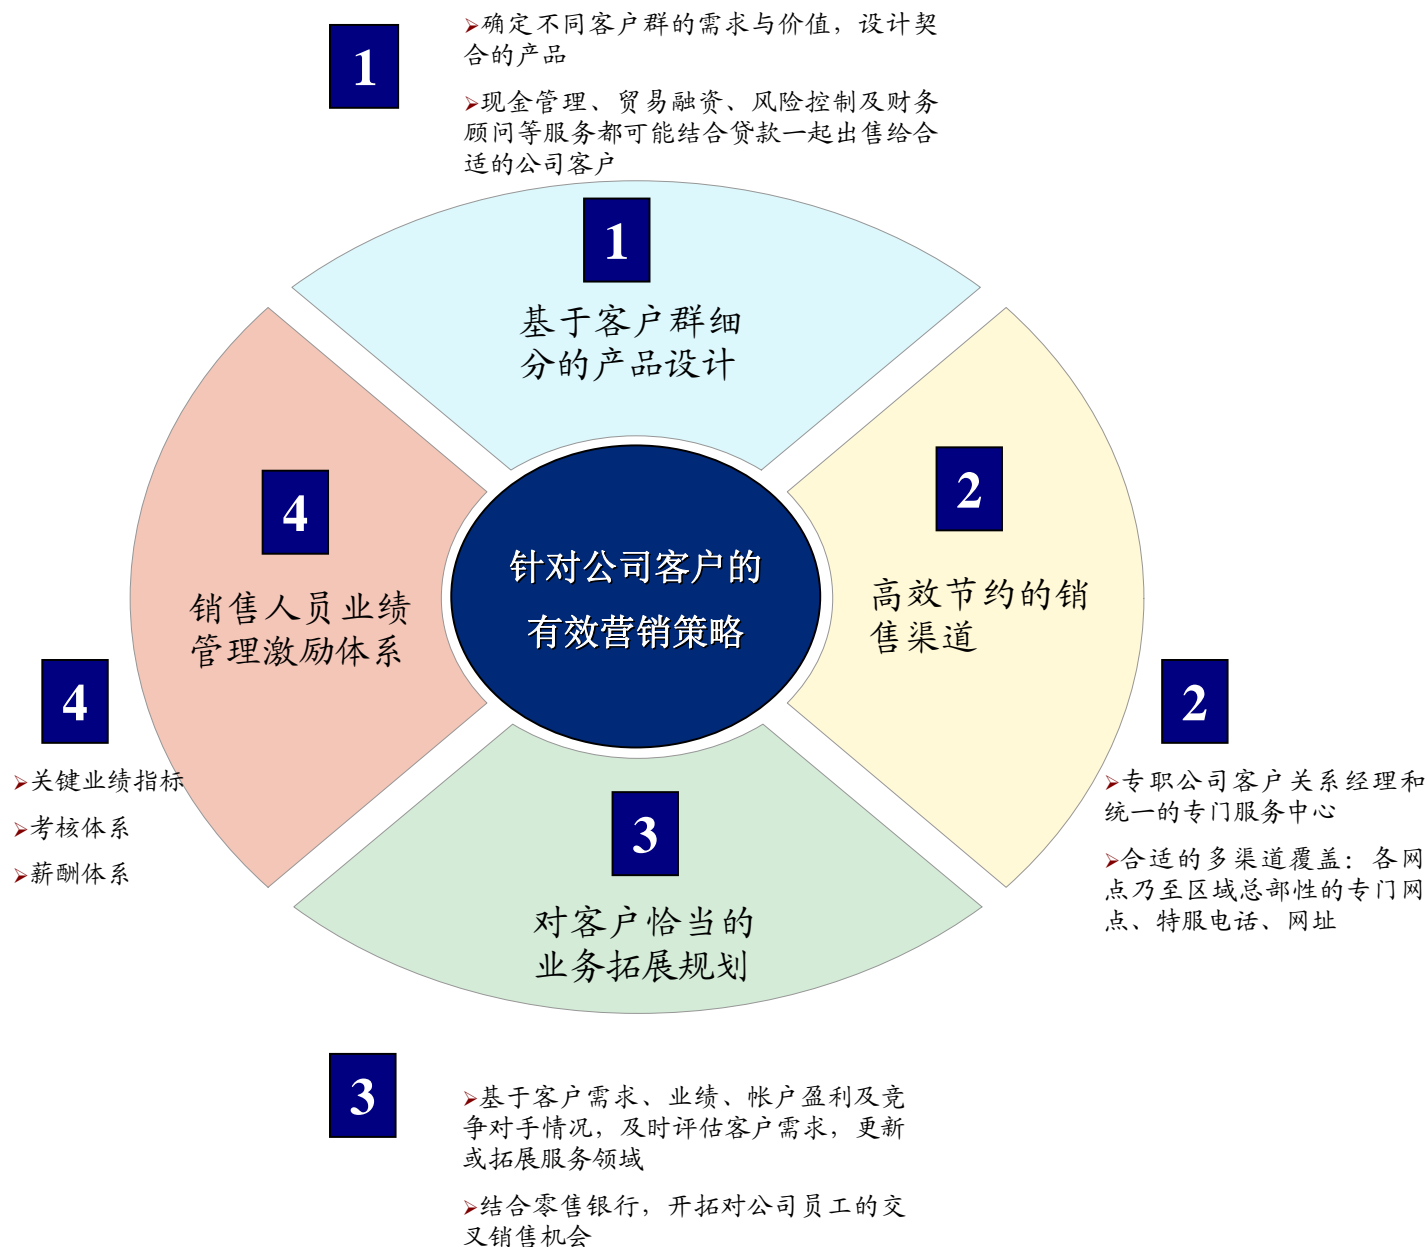 1
➢确定不同客户群的需求与价值，设计契
合的产品
➢现金管理、贸易融资、风险控制及财务
顾问等服务都可能结合贷款一起出售给合
适的公司客户
1
基于客户群细
分的产品设计
2
高效节约的销
售渠道
4
销售人员业绩
管理激励体系
针对公司客户的
有效营销策略
3
对客户恰当的
业务拓展规划
4
➢关键业绩指标
➢考核体系
➢薪酬体系
2
➢专职公司客户关系经理和
统一的专门服务中心
➢合适的多渠道覆盖：各网
点乃至区域总部性的专门网
点、特服电话、网址
3
➢基于客户需求、业绩、帐户盈利及竞
争对手情况，及时评估客户需求，更新
或拓展服务领域
➢结合零售银行，开拓对公司员工的交
叉销售机会